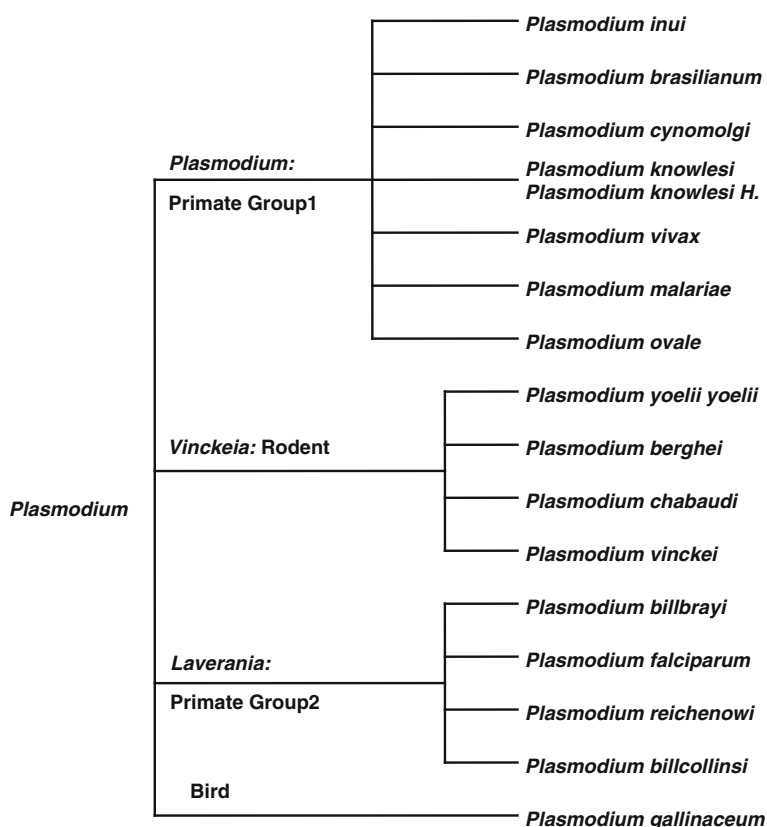 Plasmodium inui
Plasmodium brasilianum
Plasmodium cynomolgi
Plasmodium:
Primate Group1
Plasmodium knowlesi
Plasmodium knowlesi H.
Plasmodium vivax
Plasmodium malariae
Plasmodium ovale
Plasmodium yoelii yoelii
Vinckeia: Rodent
Plasmodium berghei
Plasmodium
Plasmodium chabaudi
Plasmodium vinckei
Plasmodium billbrayi
Laverania:
Primate Group2
Plasmodium falciparum
Plasmodium reichenowi
Plasmodium billcollinsi
Bird
Plasmodium gallinaceum